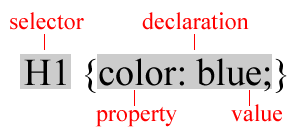 selector declaration
H1 {color: blue;}
property value